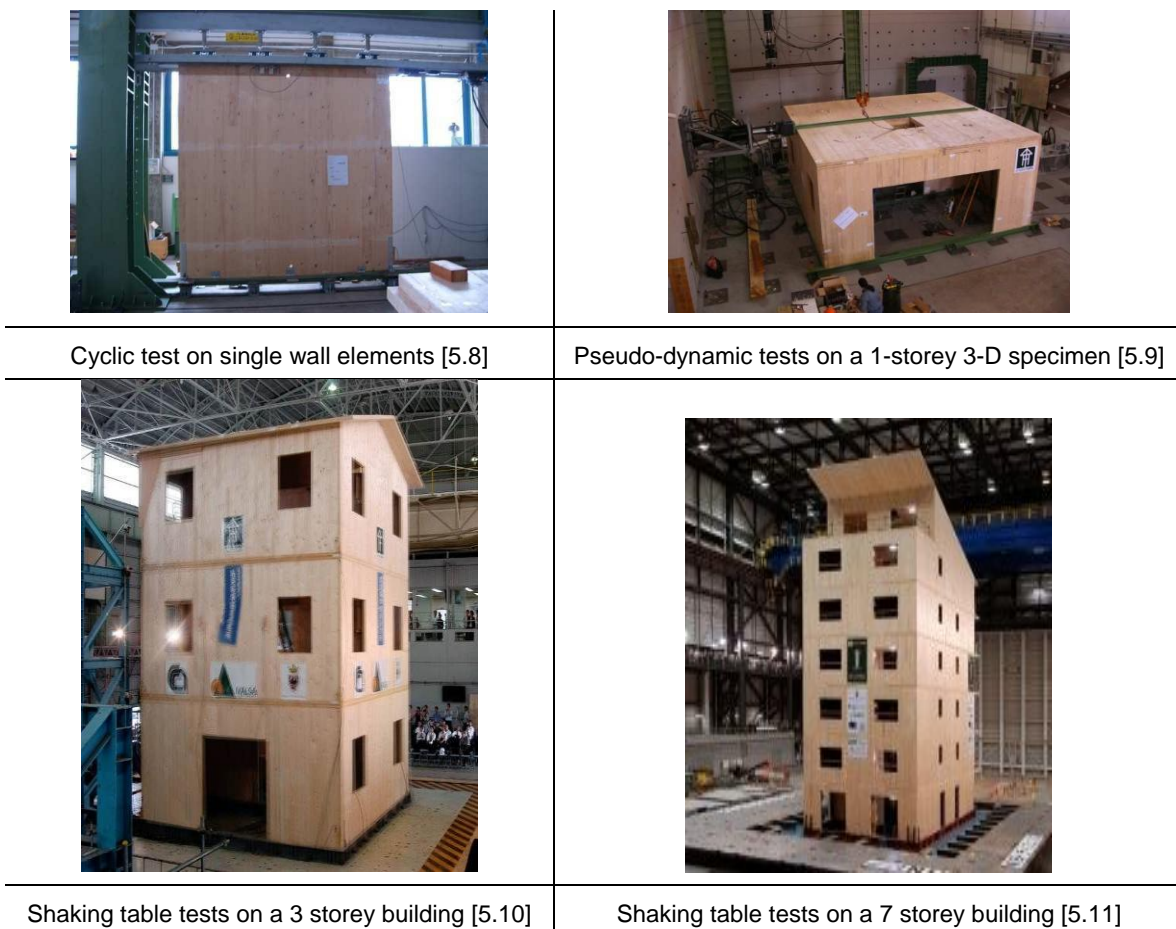 Cyclic test on single wall elements [5.8]
Pseudo-dynamic tests on a 1-storey 3-D specimen [5.9]
Shaking table tests on a 3 storey building [5.10]
Shaking table tests on a 7 storey building [5.11]